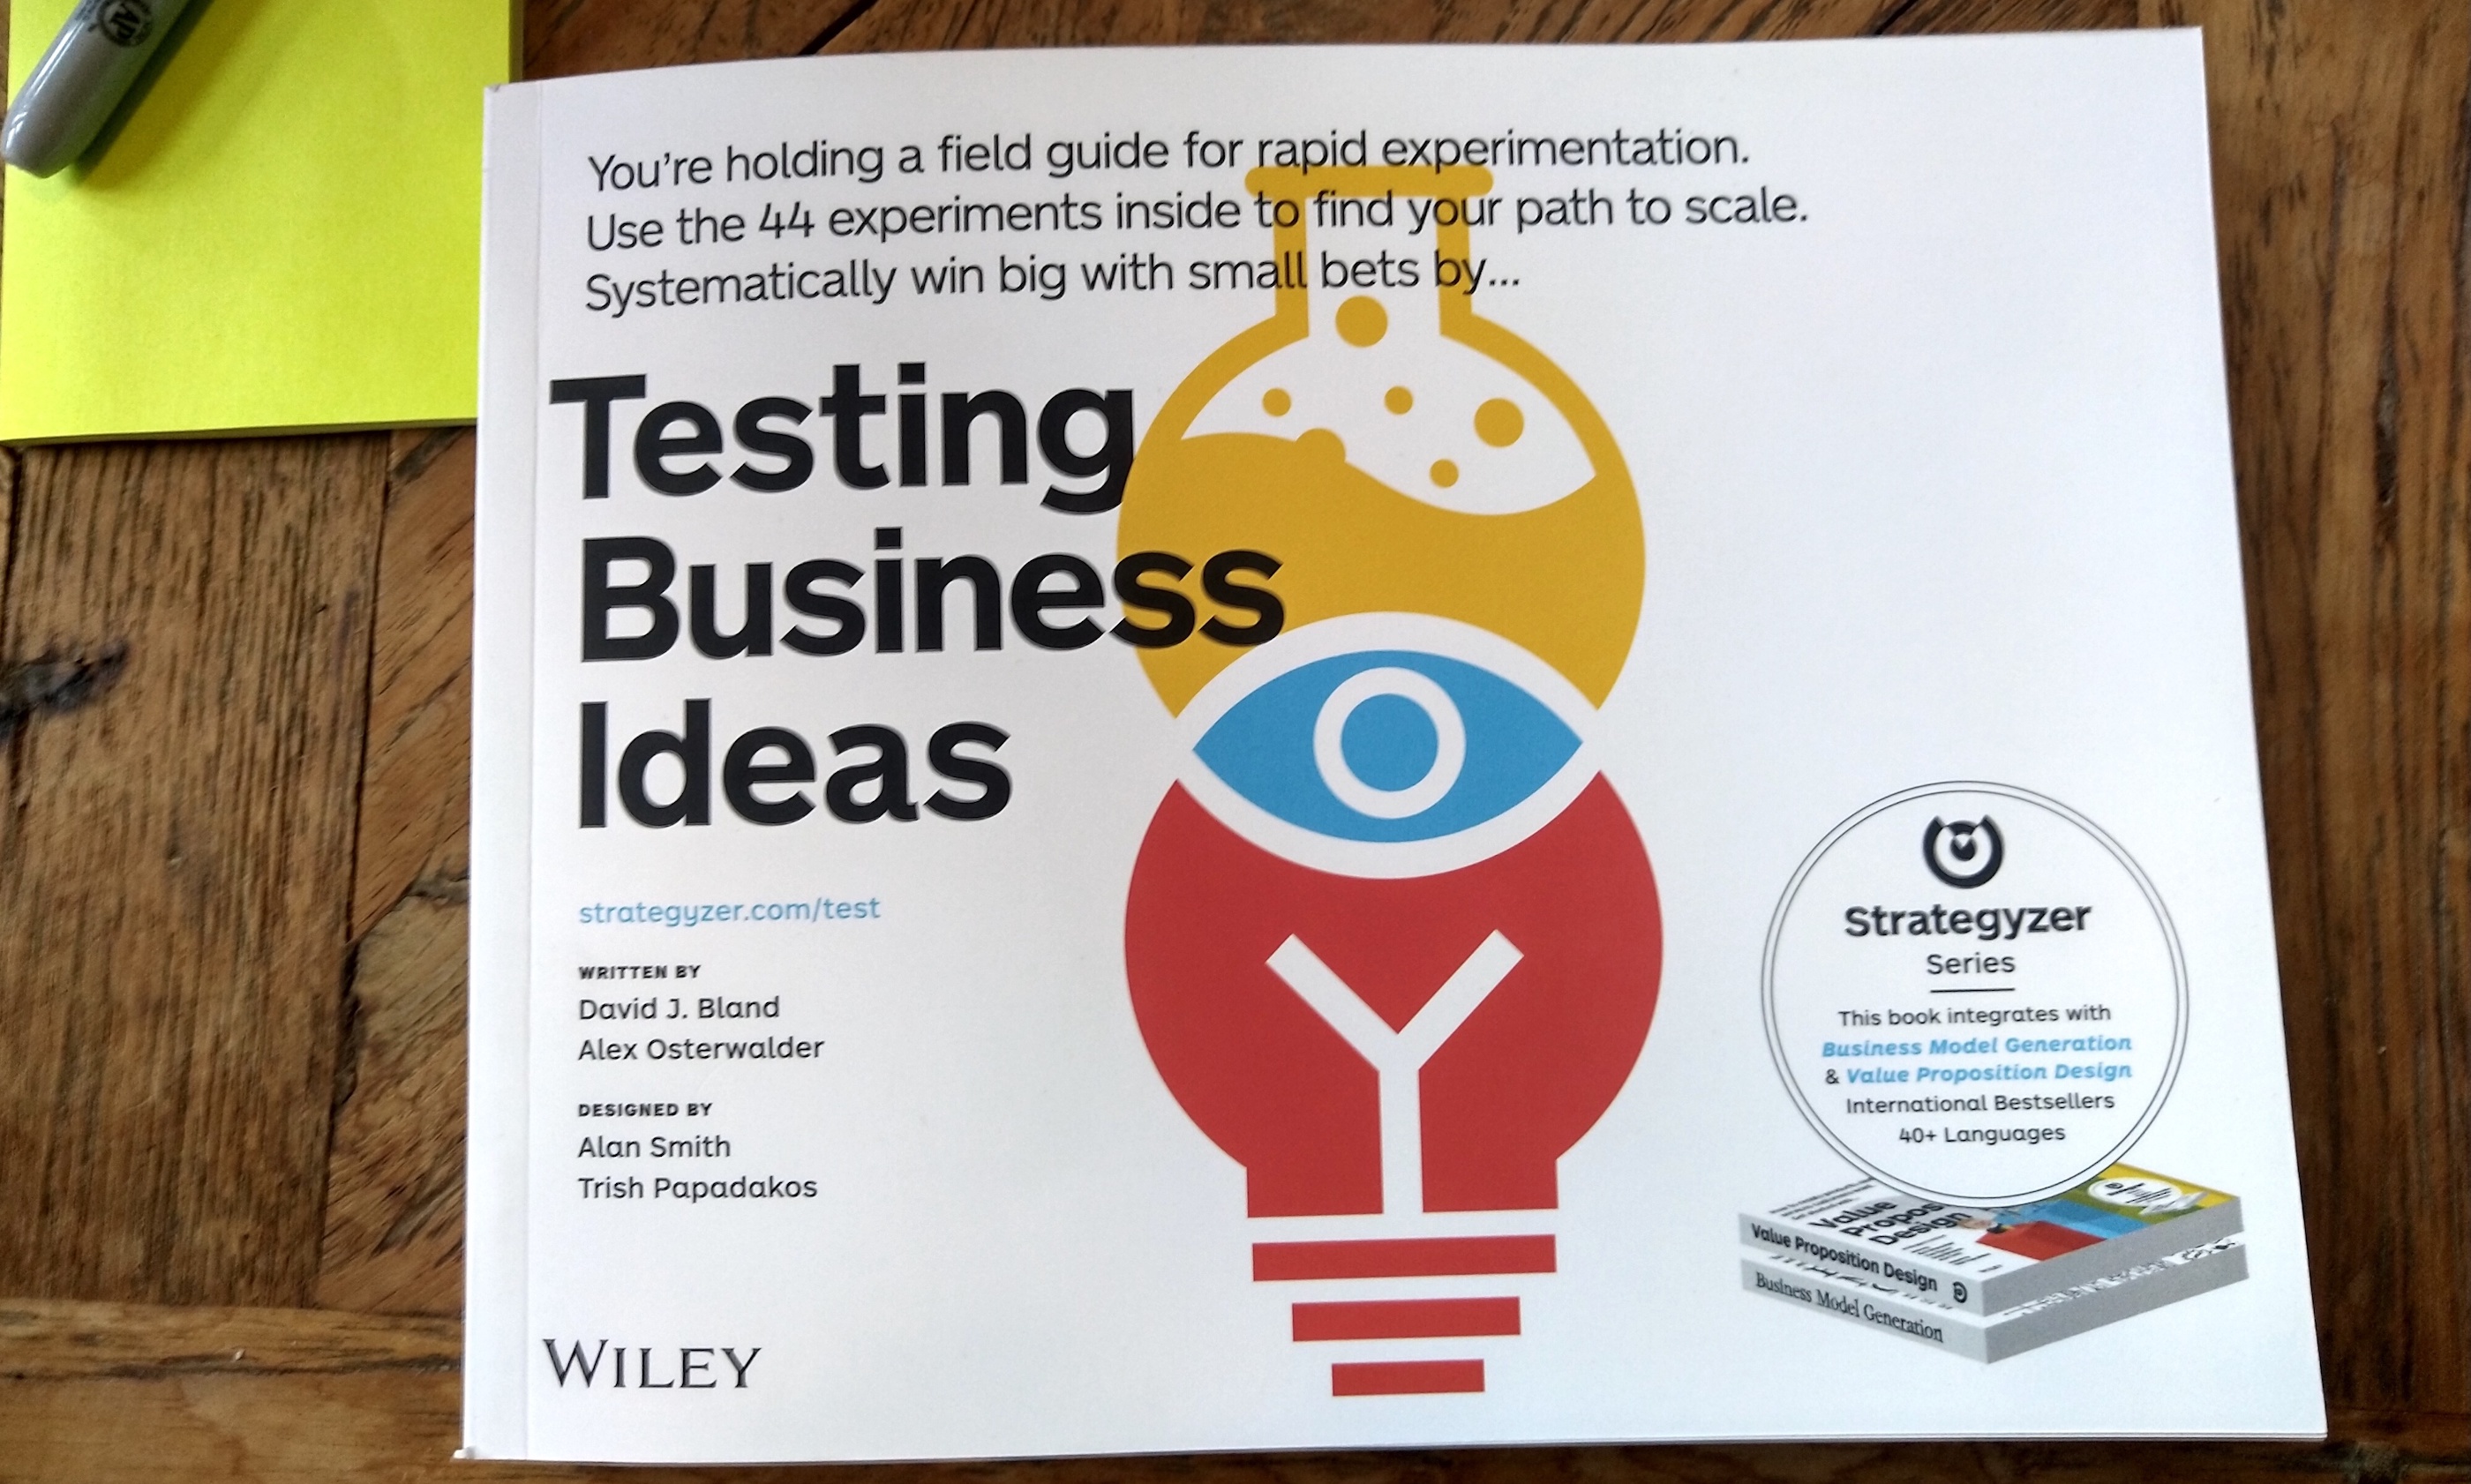 You're holding a field guide for rapid experimentation.
Use the 44 experiments inside to find your path to scale.
Systematically win big with small bets by...
Testing
Business
Ideas
strategyzer.com/test
WRITTEN BY
David J. Bland
Alex Osterwalder
DESIGNED BY
Alan Smith
Trish Papadakos
WILEY
Strategyzer
Series
This book integrates with
Business Model Generation
& Value Proposition Design
International Bestsellers
40+ Languages
Value
Design
Value Proposition Design
Business Model Generation